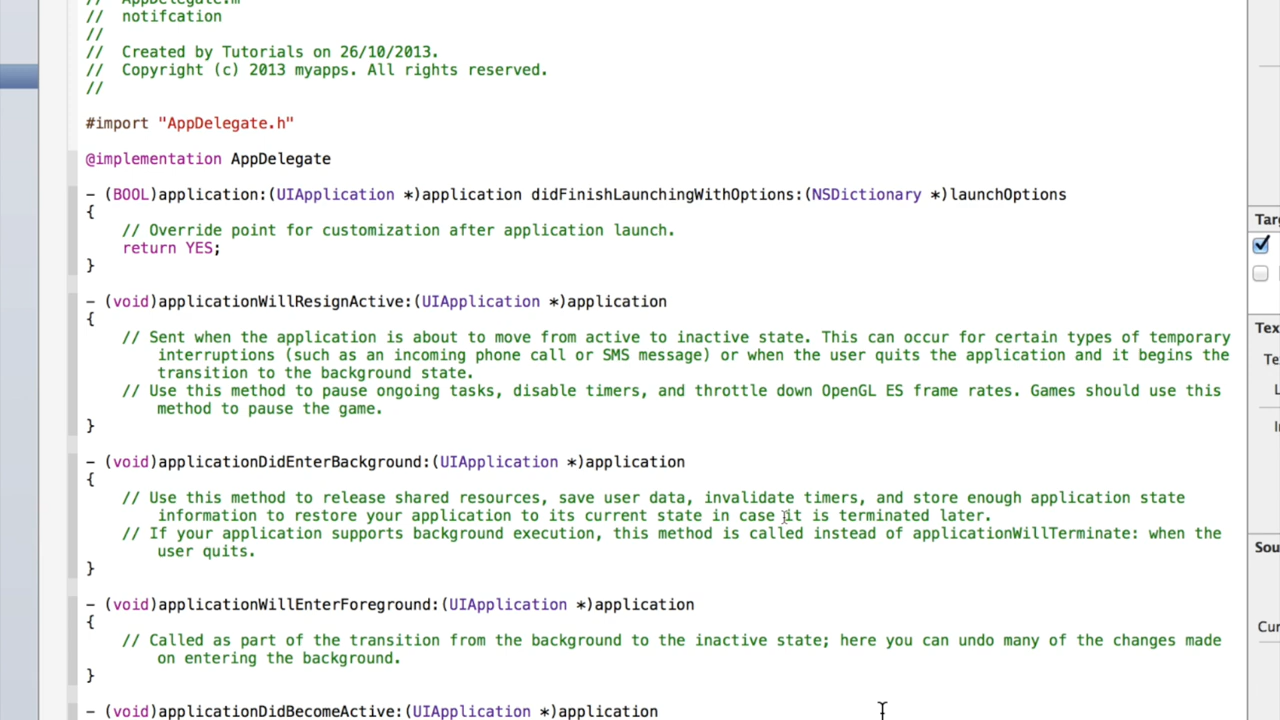 //  AppDelegate.m
//  notifcation
//
//  Created by Tutorials on 26/10/2013.
//  Copyright (c) 2013 myapps. All rights reserved.
//
#import "AppDelegate.h"
@implementation AppDelegate
- (BOOL)application:(UIApplication *)application didFinishLaunchingWithOptions:(NSDictionary *)launchOptions
{
// Override point for customization after application launch.
return YES;
}
- (void)applicationWillResignActive:(UIApplication *)application
{
// Sent when the application is about to move from active to inactive state. This can occur for certain types of temporary
interruptions (such as an incoming phone call or SMS message) or when the user quits the application and it begins the
transition to the background state.
// Use this method to pause ongoing tasks, disable timers, and throttle down OpenGL ES frame rates. Games should use this
method to pause the game.
}
- (void)applicationDidEnterBackground:(UIApplication *)application
{
// Use this method to release shared resources, save user data, invalidate timers, and store enough application state
information to restore your application to its current state in case it is terminated later.
// If your application supports background execution, this method is called instead of applicationWillTerminate: when the
user quits.
}
- (void)applicationWillEnterForeground:(UIApplication *)application
{
// Called as part of the transition from the background to the inactive state; here you can undo many of the changes made
on entering the background.
}
- (void)applicationDidBecomeActive:(UIApplication *)application